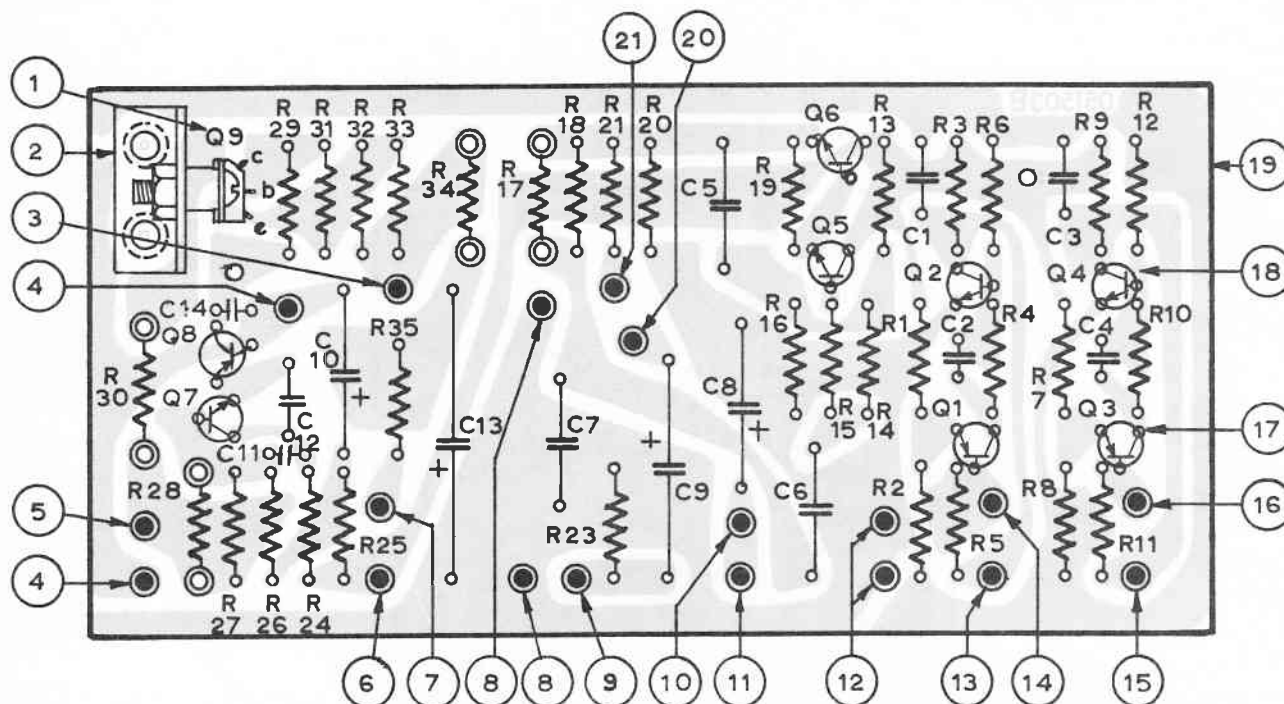 21 20
1
2
3
4
5
4
Q9
c
b
e
R 29
R 31
R 32
R 33
R 34
R 17
R 18
R 21
R 20
C5
R 19
Q6
R 13
R3
R6
R9
R 12
19
Q5
C1
Q2
C3
Q4
18
C14
Q8
R 30
Q7
C 10
+
R35
C 12
C11
C13
+
C7
C9
+
C8
+
R 16
R 15
R 14
R1
C2
R4
R 7
C4
R10
Q1
Q3
17
R28
R 27
R 26
R 24
R25
R23
C6
R2
R5
R8
R11
16
6 7 8 8 9 10 11 12 13 14 15